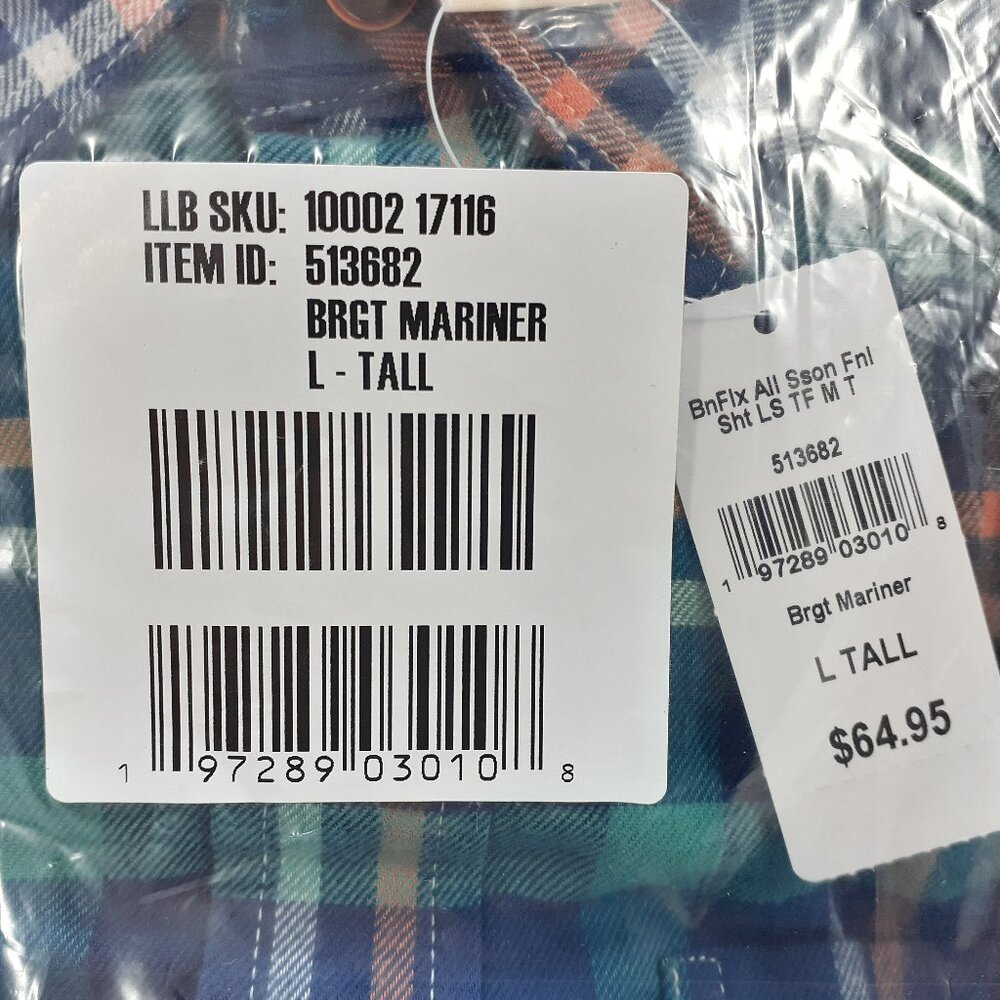 LLB SKU: 10002 17116
ITEM ID: 513682
BRGT MARINER
L - TALL
1 97289 03010 8
BnFlx All Sson Fnl
Sht LS TF M T
513682
1 97289 03010 8
Brgt Mariner
L TALL
$64.95